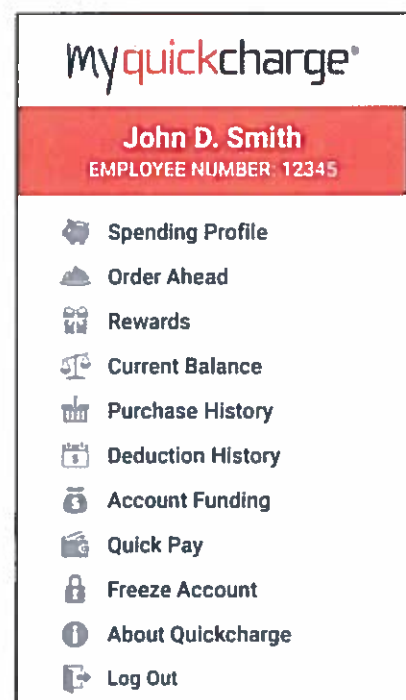 myquickcharge®
John D. Smith
EMPLOYEE NUMBER: 12345
Spending Profile
Order Ahead
Rewards
Current Balance
Purchase History
Deduction History
Account Funding
Quick Pay
Freeze Account
About Quickcharge
Log Out